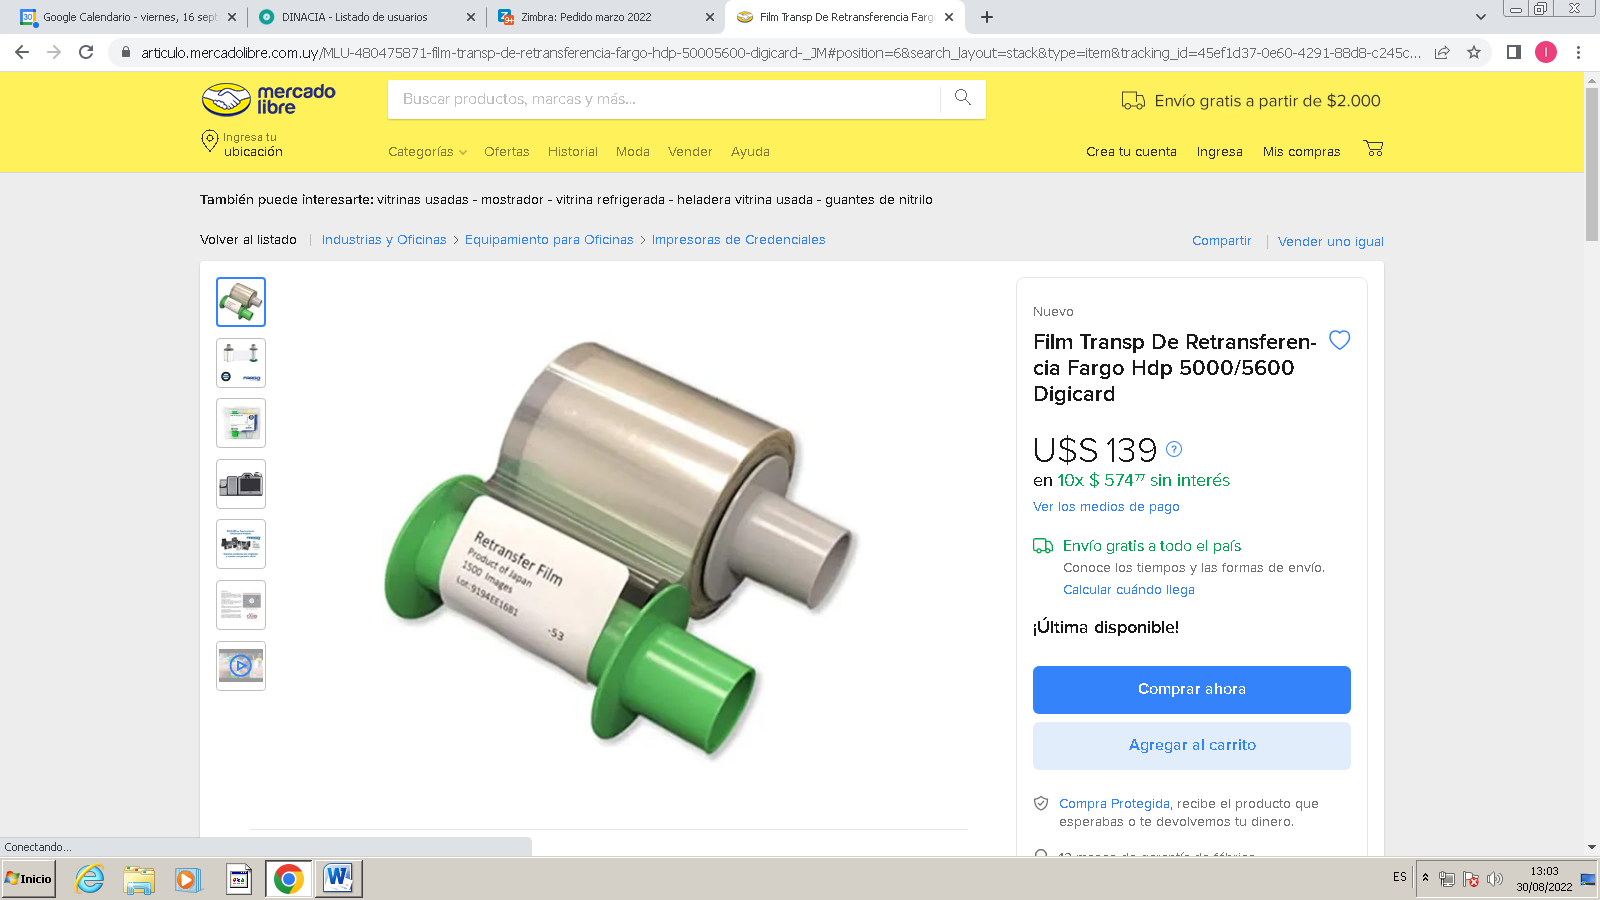 Google Calendario - viernes, 16 sept
DINACIA - Listado de usuarios
Zimbra: Pedido marzo 2022
Film Transp De Retransferencia Farg
articulo.mercadolibre.com.uy/MLU-480475871-film-transp-de-retransferencia-fargo-hdp-50005600-digicard-_JM#position=6&search_layout=stack&type=item&tracking_id=45ef1d37-0e60-4291-88d8-c245c...
I
mercado
libre
Buscar productos, marcas y más...
Envío gratis a partir de $2.000
Ingresa tu
ubicación
Categorías Ofertas Historial Moda Vender Ayuda
Crea tu cuenta Ingresa Mis compras
También puede interesarte: vitrinas usadas - mostrador - vitrina refrigerada - heladera vitrina usada - guantes de nitrilo
Volver al listado | Industrias y Oficinas > Equipamiento para Oficinas > Impresoras de Credenciales
Compartir | Vender uno igual
Retransfer Film
Product of Japan
1500 Images
Lot:9194EE1681
-53
Nuevo
Film Transp De Retransferen-
cia Fargo Hdp 5000/5600
Digicard
U$S 139
en 10x $ 574⁷⁷ sin interés
Ver los medios de pago
Envío gratis a todo el país
Conoce los tiempos y las formas de envío.
Calcular cuándo llega
¡Última disponible!
Comprar ahora
Agregar al carrito
Compra Protegida, recibe el producto que
esperabas o te devolvemos tu dinero.
12 meses de garantía de fábrica.
Conectando...
Inicio
ES
13:03
30/08/2022